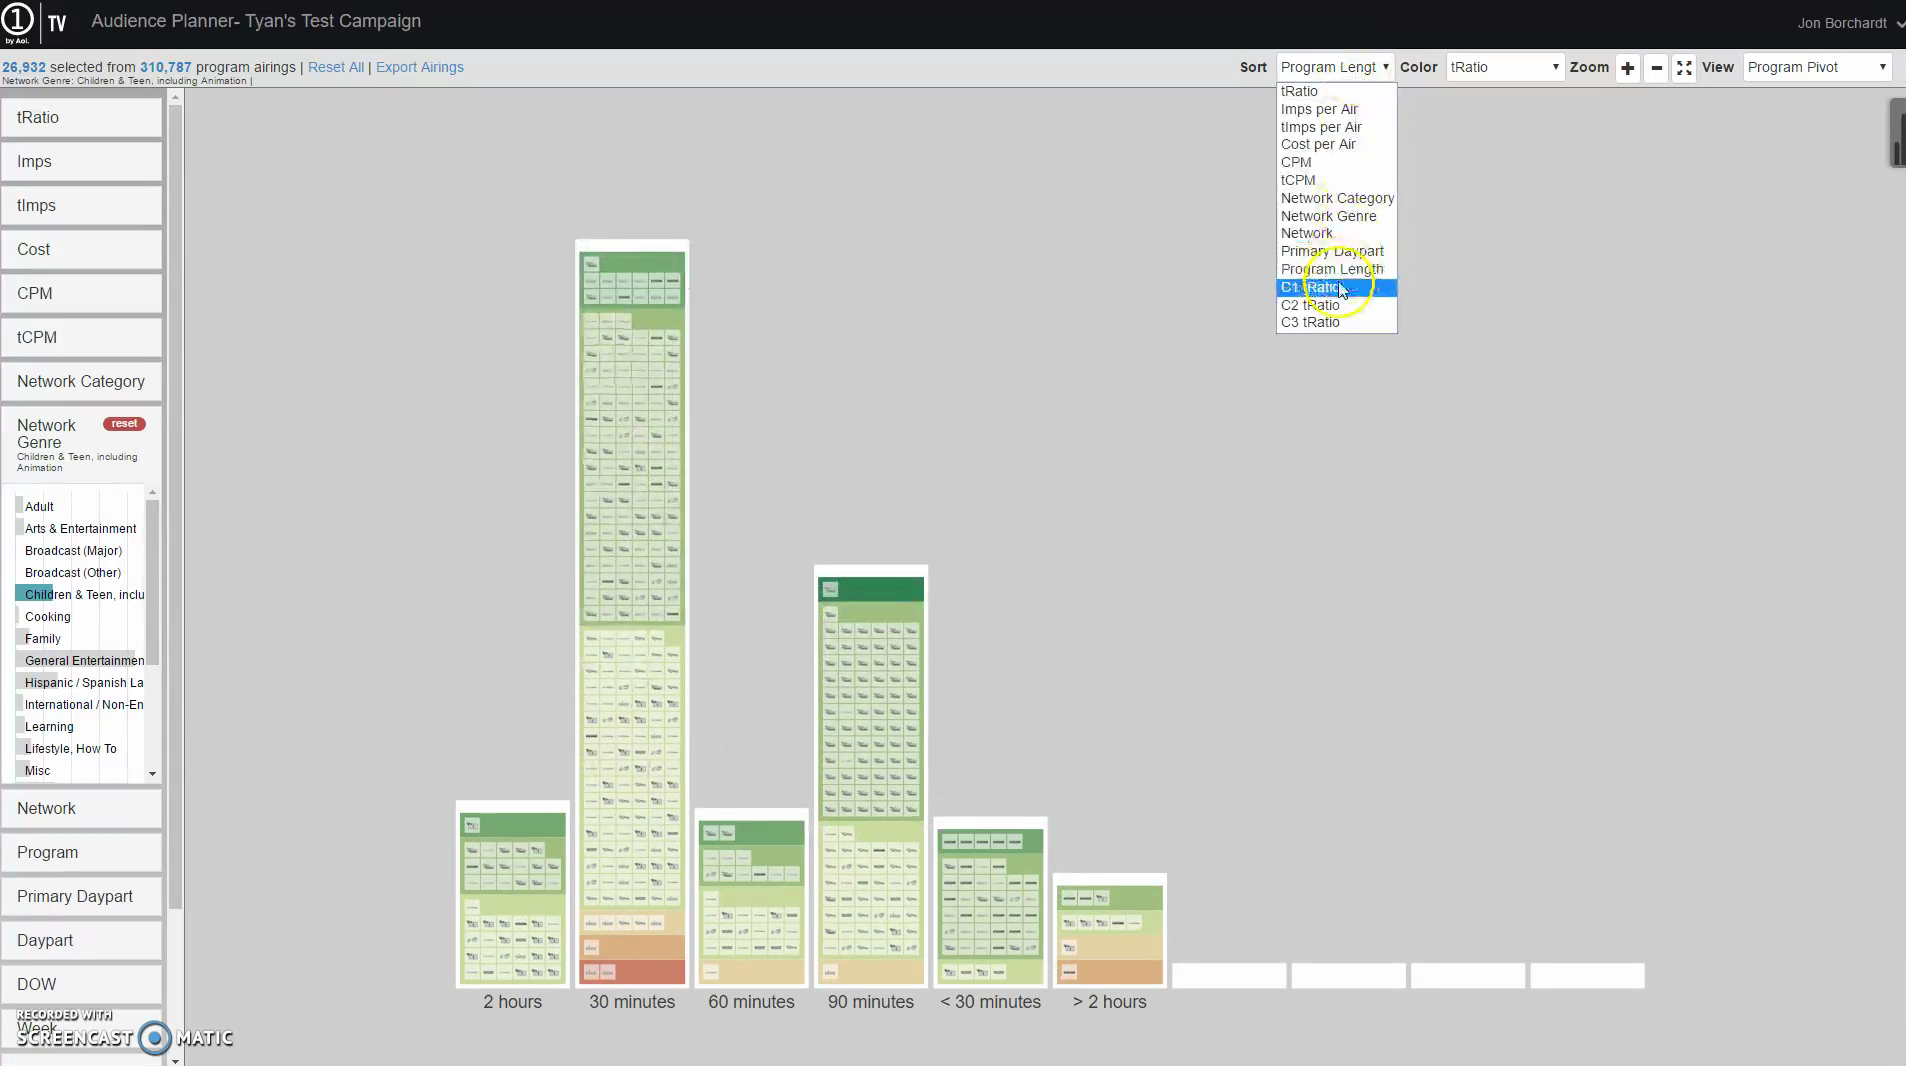 1 TV
by Aol.
Audience Planner- Tyan's Test Campaign
Jon Borchardt
26,932 selected from 310,787 program airings | Reset All | Export Airings
Network Genre: Children & Teen, including Animation |
Sort Program Lengt Color tRatio Zoom View Program Pivot
tRatio
Imps per Air
tImps per Air
Cost per Air
CPM
tCPM
Network Category
Network Genre
Network
Primary Daypart
Program Length
C1 tRatio
C2 tRatio
C3 tRatio
tRatio
Imps
tImps
Cost
CPM
tCPM
Network Category
Network Genre reset
Children & Teen, including
Animation
Adult
Arts & Entertainment
Broadcast (Major)
Broadcast (Other)
Children & Teen, inclu
Cooking
Family
General Entertainmen
Hispanic / Spanish La
International / Non-En
Learning
Lifestyle, How To
Misc
Network
Program
Primary Daypart
Daypart
DOW
Week
RECORDED WITH
SCREENCAST MATIC
2 hours
30 minutes
60 minutes
90 minutes
< 30 minutes
> 2 hours